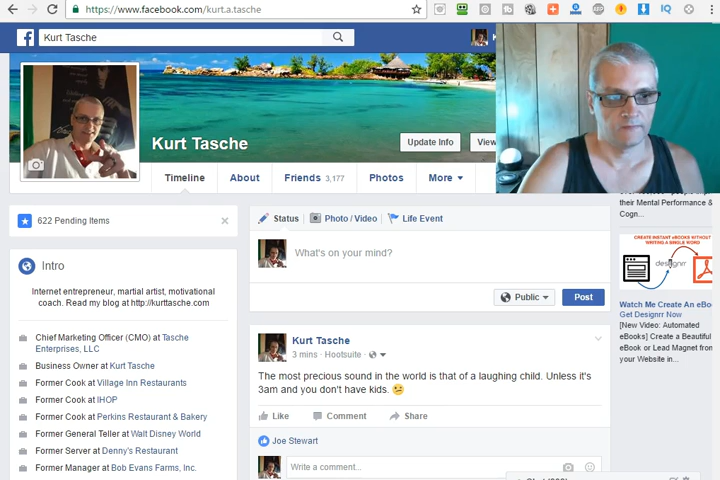 https://www.facebook.com/kurt.a.tasche
Kurt Tasche
Kurt Tasche
Update Info
View
Timeline
About
Friends 3,177
Photos
More
622 Pending Items
Intro
Internet entrepreneur, martial artist, motivational
coach. Read my blog at http://kurttasche.com
Chief Marketing Officer (CMO) at Tasche
Enterprises, LLC
Business Owner at Kurt Tasche
Former Cook at Village Inn Restaurants
Former Cook at IHOP
Former Cook at Perkins Restaurant & Bakery
Former General Teller at Walt Disney World
Former Server at Denny's Restaurant
Former Manager at Bob Evans Farms, Inc.
Status
Photo / Video
Life Event
What's on your mind?
Public
Post
Kurt Tasche
3 mins · Hootsuite ·
The most precious sound in the world is that of a laughing child. Unless it's
3am and you don't have kids.
Like
Comment
Share
Joe Stewart
Write a comment...
their Mental Performance &
Cogn...
CREATE INSTANT EBOOKS WITHOUT
WRITING A SINGLE WORD
designrr
Watch Me Create An eBo
Get Designrr Now
[New Video: Automated
eBooks] Create a Beautiful
eBook or Lead Magnet from
your Website in...